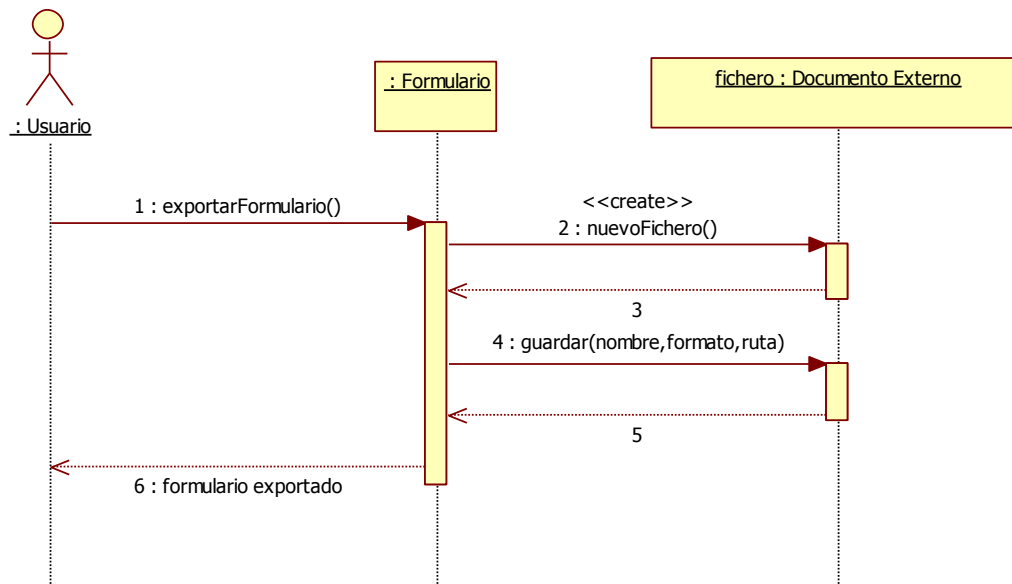 : Usuario
: Formulario
fichero : Documento Externo
1 : exportarFormulario()
<<create>>
2 : nuevoFichero()
3
4 : guardar(nombre,formato,ruta)
5
6 : formulario exportado